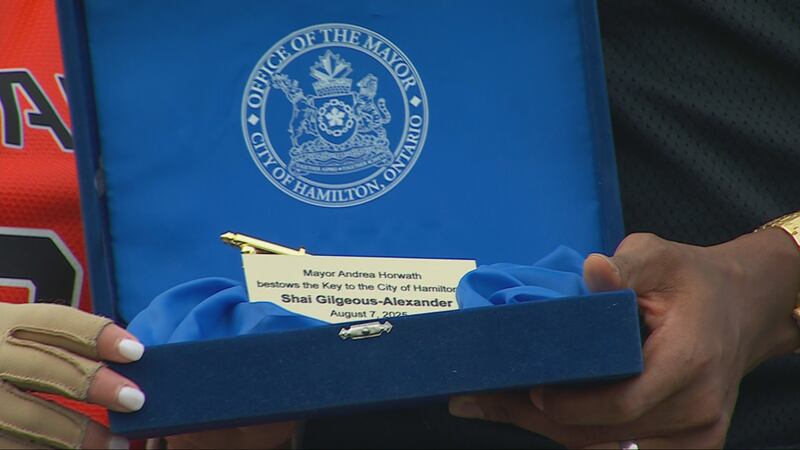 OFFICE OF THE MAYOR
CITY OF HAMILTON, ONTARIO
Mayor Andrea Horwath
bestows the Key to the City of Hamilton
Shai Gilgeous-Alexander
August 7, 2025